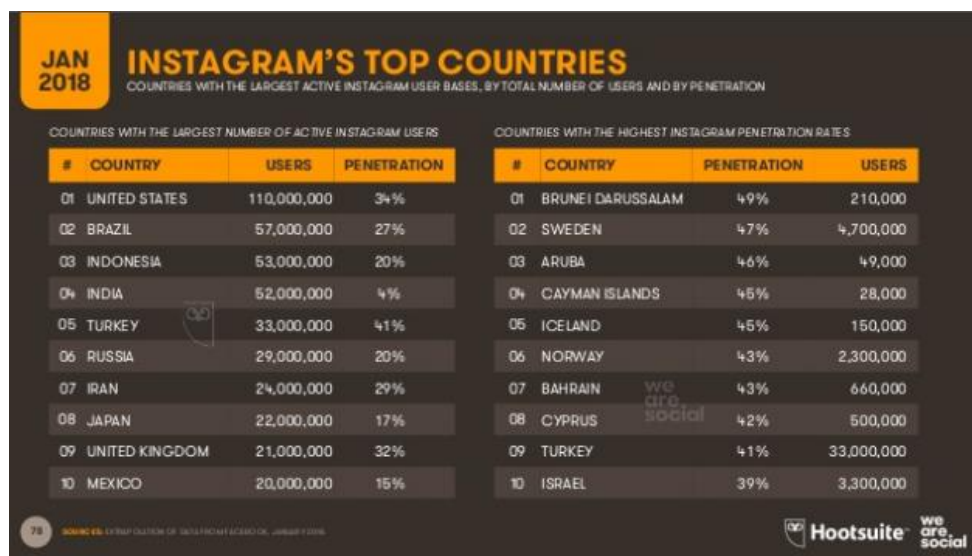 JAN
2018
INSTAGRAM'S TOP COUNTRIES
COUNTRIES WITH THE LARGEST ACTIVE INSTAGRAM USER BASES, BY TOTAL NUMBER OF USERS AND BY PENETRATION
COUNTRIES WITH THE LARGEST NUMBER OF ACTIVE INSTAGRAM USERS
# COUNTRY USERS PENETRATION
01 UNITED STATES 110,000,000 34%
02 BRAZIL 57,000,000 27%
03 INDONESIA 53,000,000 20%
04 INDIA 52,000,000 4%
05 TURKEY 33,000,000 41%
06 RUSSIA 29,000,000 20%
07 IRAN 24,000,000 29%
08 JAPAN 22,000,000 17%
09 UNITED KINGDOM 21,000,000 32%
10 MEXICO 20,000,000 15%
COUNTRIES WITH THE HIGHEST INSTAGRAM PENETRATION RATES
# COUNTRY PENETRATION USERS
01 BRUNEI DARUSSALAM 49% 210,000
02 SWEDEN 47% 4,700,000
03 ARUBA 46% 49,000
04 CAYMAN ISLANDS 45% 28,000
05 ICELAND 45% 150,000
06 NORWAY 43% 2,300,000
07 BAHRAIN 43% 660,000
08 CYPRUS 42% 500,000
09 TURKEY 41% 33,000,000
10 ISRAEL 39% 3,300,000
we
are
social
78
SOURCES: EXTRAPOLATION OF DATA FROM FACEBOOK, JANUARY 2018
Hootsuite
we
are
social